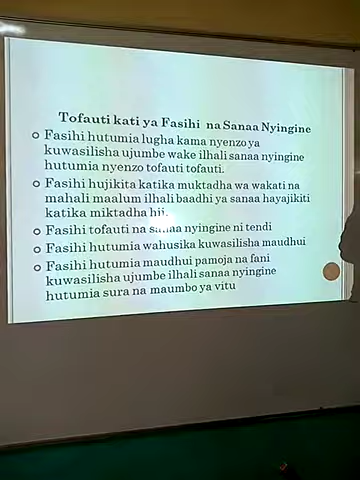 Tofauti kati ya Fasihi na Sanaa Nyingine
Fasihi hutumia lugha kama nyenzo ya
kuwasilisha ujumbe wake ilhali sanaa nyingine
hutumia nyenzo tofauti tofauti.
Fasihi hujikita katika muktadha wa wakati na
mahali maalum ilhali baadhi ya sanaa hayajikiti
katika miktadha hii.
Fasihi tofauti na sanaa nyingine ni tendi
Fasihi hutumia wahusika kuwasilisha maudhui
Fasihi hutumia maudhui pamoja na fani
kuwasilisha ujumbe ilhali sanaa nyingine
hutumia sura na maumbo ya vitu